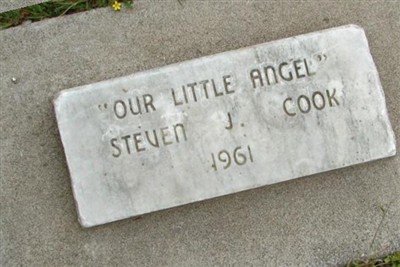 "OUR LITTLE ANGEL"
STEVEN J. COOK
1961